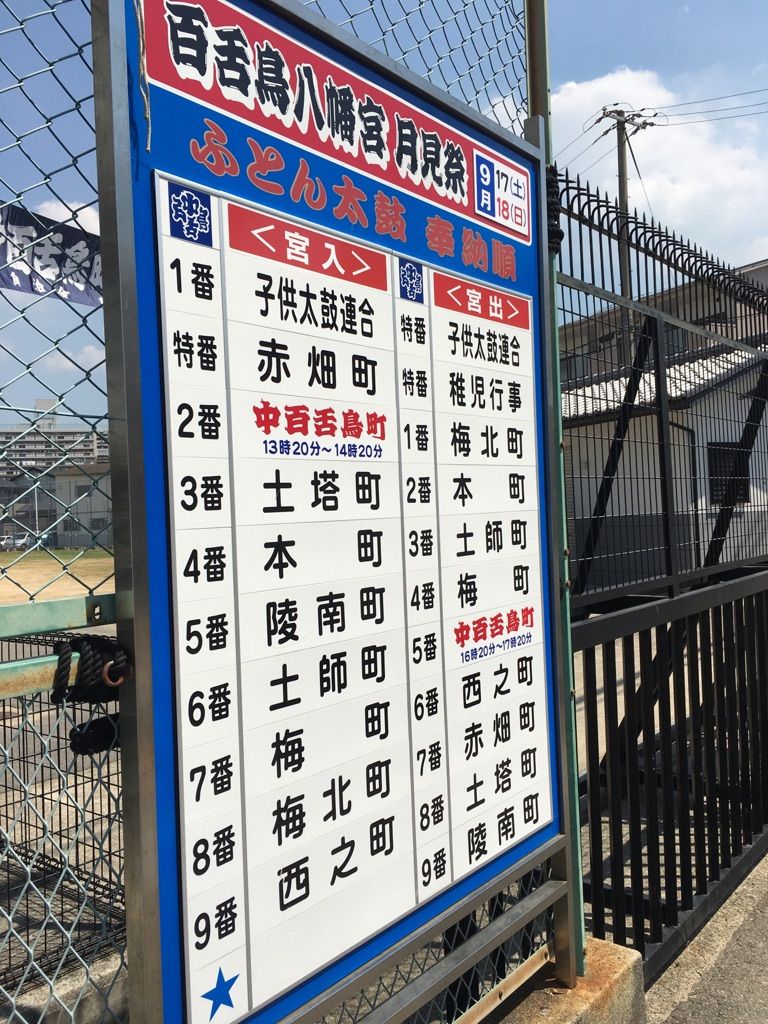 百舌鳥八幡宮 月見祭
9月 17(土) 18(日)
ふとん太鼓 奉納順
＜宮入＞
1番 子供太鼓連合
特番 赤畑町
2番 中百舌鳥町
13時20分～14時20分
3番 土塔町
4番 本町
5番 陵南町
6番 土師町
7番 梅町
8番 梅北町
9番 西之町
★
＜宮出＞
特番 子供太鼓連合
特番 稚児行事
1番 梅北町
2番 本町
3番 土師町
4番 梅町
5番 中百舌鳥町
16時20分～17時20分
6番 西之町
7番 赤畑町
8番 土塔町
9番 陵南町
百舌鳥